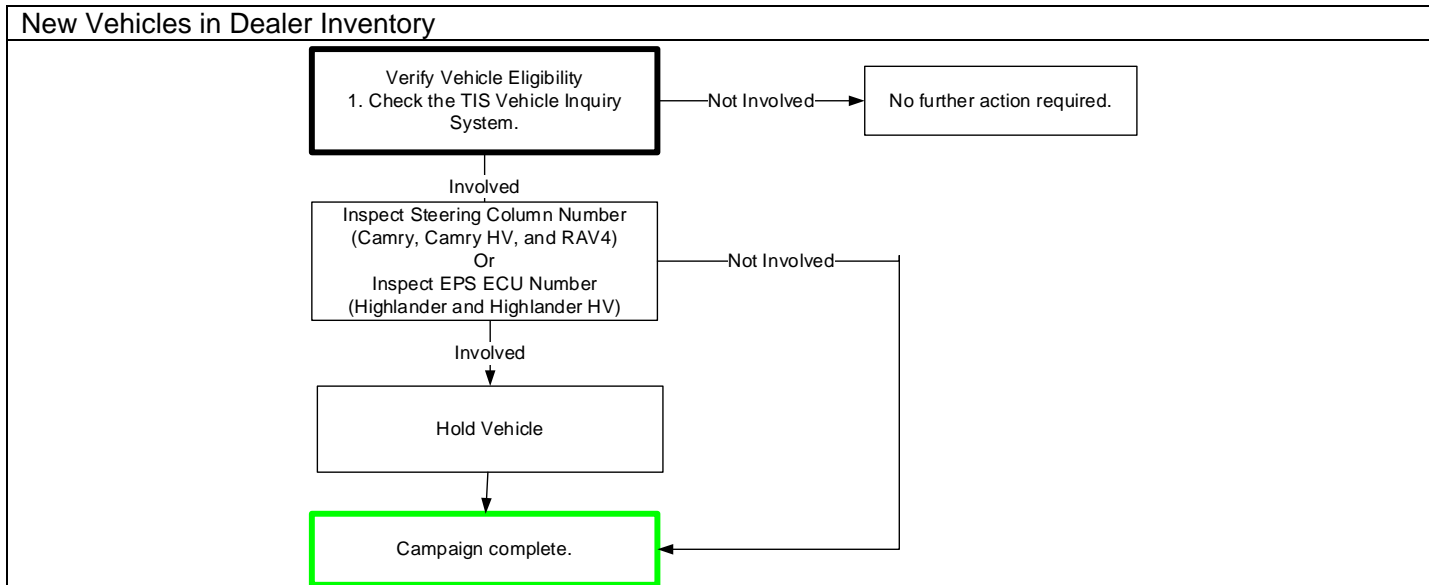 New Vehicles in Dealer Inventory
Verify Vehicle Eligibility
1. Check the TIS Vehicle Inquiry
System.
Not Involved
No further action required.
Involved
Inspect Steering Column Number
(Camry, Camry HV, and RAV4)
Or
Inspect EPS ECU Number
(Highlander and Highlander HV)
Not Involved
Involved
Hold Vehicle
Campaign complete.